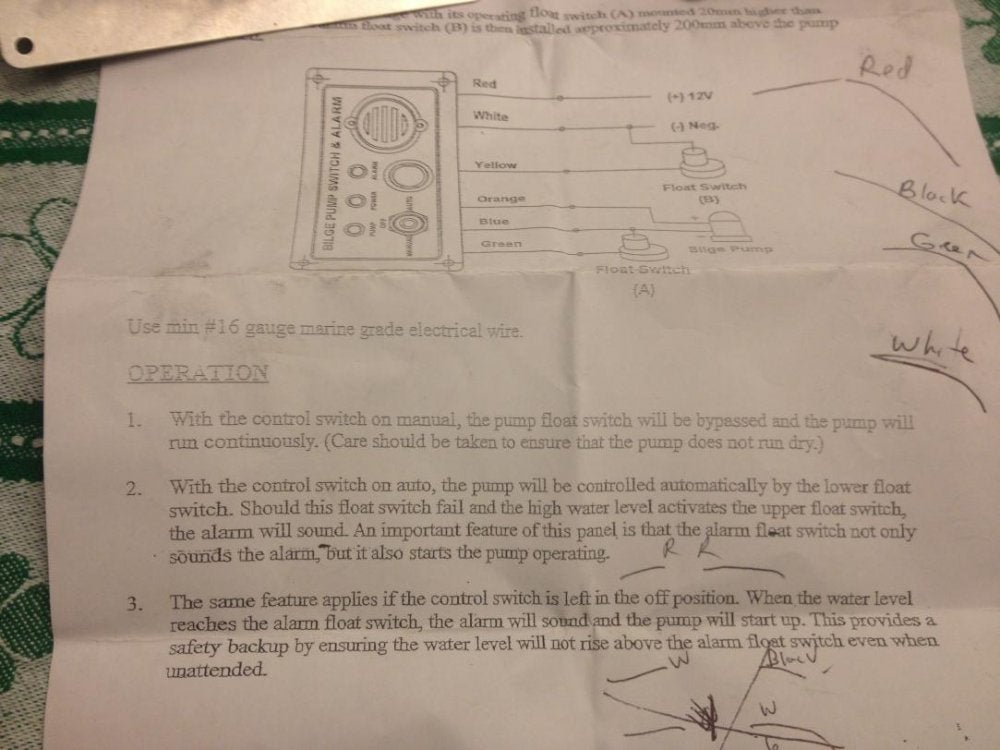 with its operating float switch (A) mounted 20mm higher than
float switch (B) is then installed approximately 200mm above the pump
Red
Red
(+) 12V
White
(-) Neg.
BILGE PUMP SWITCH & ALARM
ALARM
POWER
PUMP
AUTO
OFF
MANUAL
Yellow
Float Switch
(B)
Black
Orange
+
Blue
-
Bilge Pump
Green
Green
Float Switch
(A)
Use min #16 gauge marine grade electrical wire.
White
OPERATION
1. With the control switch on manual, the pump float switch will be bypassed and the pump will
run continuously. (Care should be taken to ensure that the pump does not run dry.)
2. With the control switch on auto, the pump will be controlled automatically by the lower float
switch. Should this float switch fail and the high water level activates the upper float switch,
the alarm will sound. An important feature of this panel is that the alarm float switch not only
sounds the alarm, but it also starts the pump operating.
R R
3. The same feature applies if the control switch is left in the off position. When the water level
reaches the alarm float switch, the alarm will sound and the pump will start up. This provides a
safety backup by ensuring the water level will not rise above the alarm float switch even when
unattended.
W
Black
W